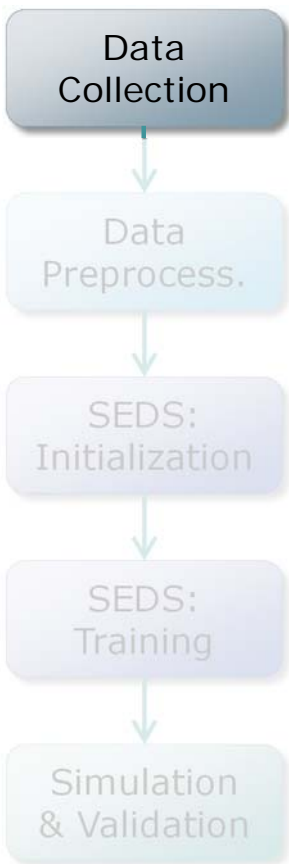 Data
Collection
Data
Preprocess.
SEDS:
Initialization
SEDS:
Training
Simulation
& Validation